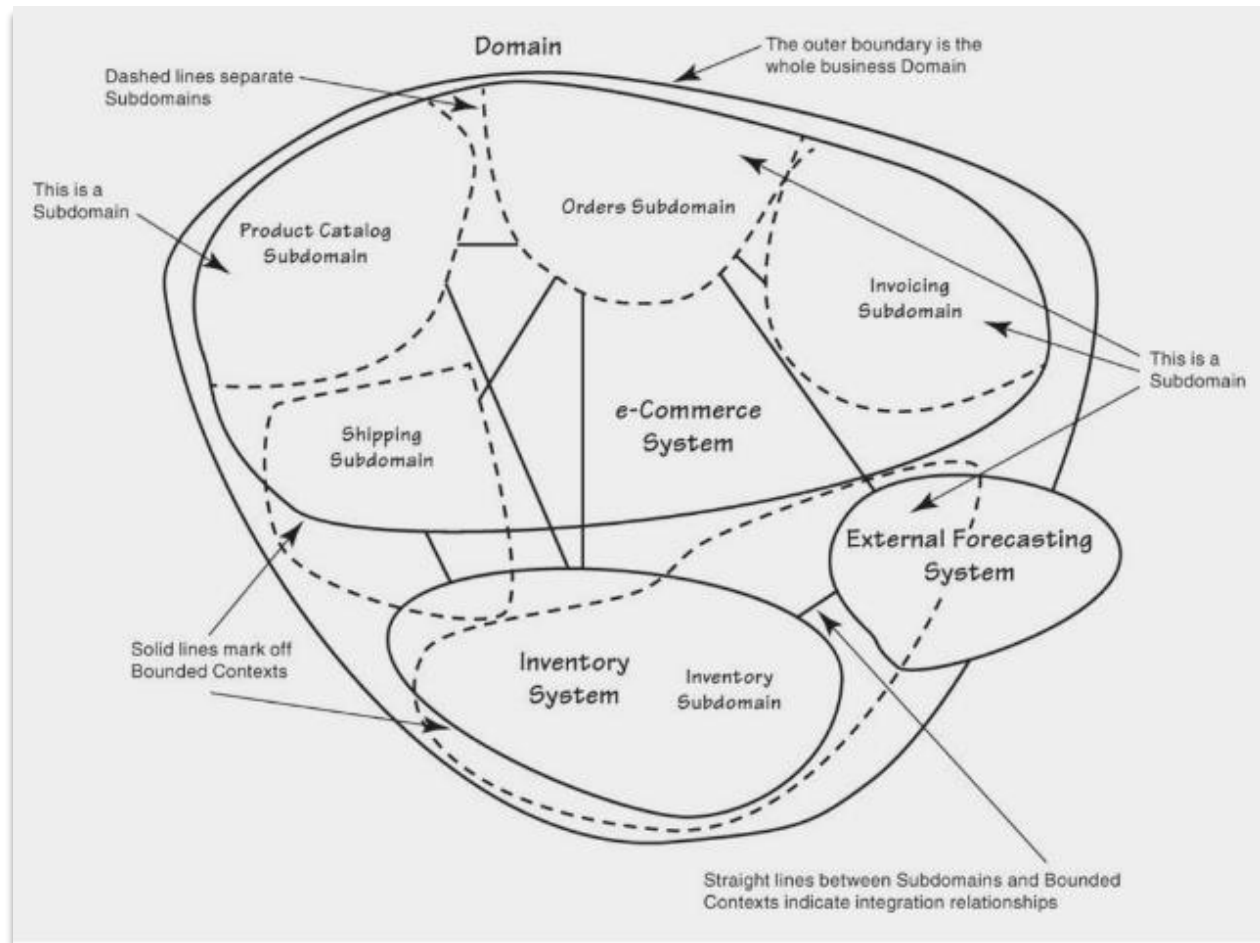 Domain
The outer boundary is the
whole business Domain
Dashed lines separate
Subdomains
This is a
Subdomain
Product Catalog
Subdomain
Orders Subdomain
Invoicing
Subdomain
This is a
Subdomain
e-Commerce
System
Shipping
Subdomain
External Forecasting
System
Solid lines mark off
Bounded Contexts
Inventory
System
Inventory
Subdomain
Straight lines between Subdomains and Bounded
Contexts indicate integration relationships